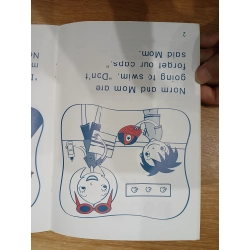 Norm and Mom are
going to swim. "Don't
forget our caps,"
said Mom.
2